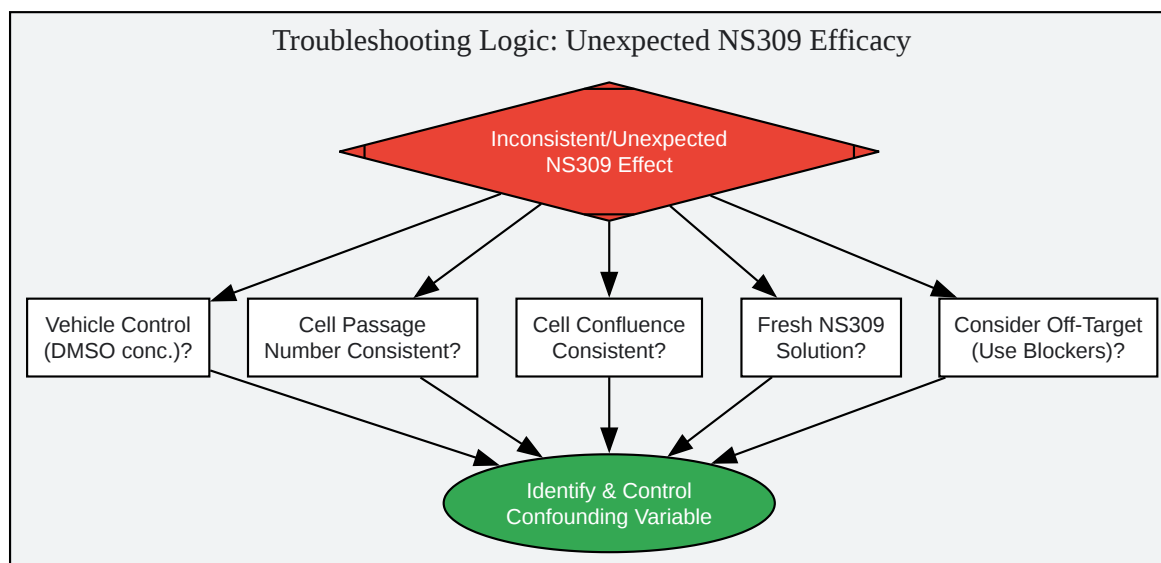 Troubleshooting Logic: Unexpected NS309 Efficacy
Inconsistent/Unexpected
NS309 Effect
Vehicle Control
(DMSO conc.)?
Cell Passage
Number Consistent?
Cell Confluence
Consistent?
Fresh NS309
Solution?
Consider Off-Target
(Use Blockers)?
Identify & Control
Confounding Variable